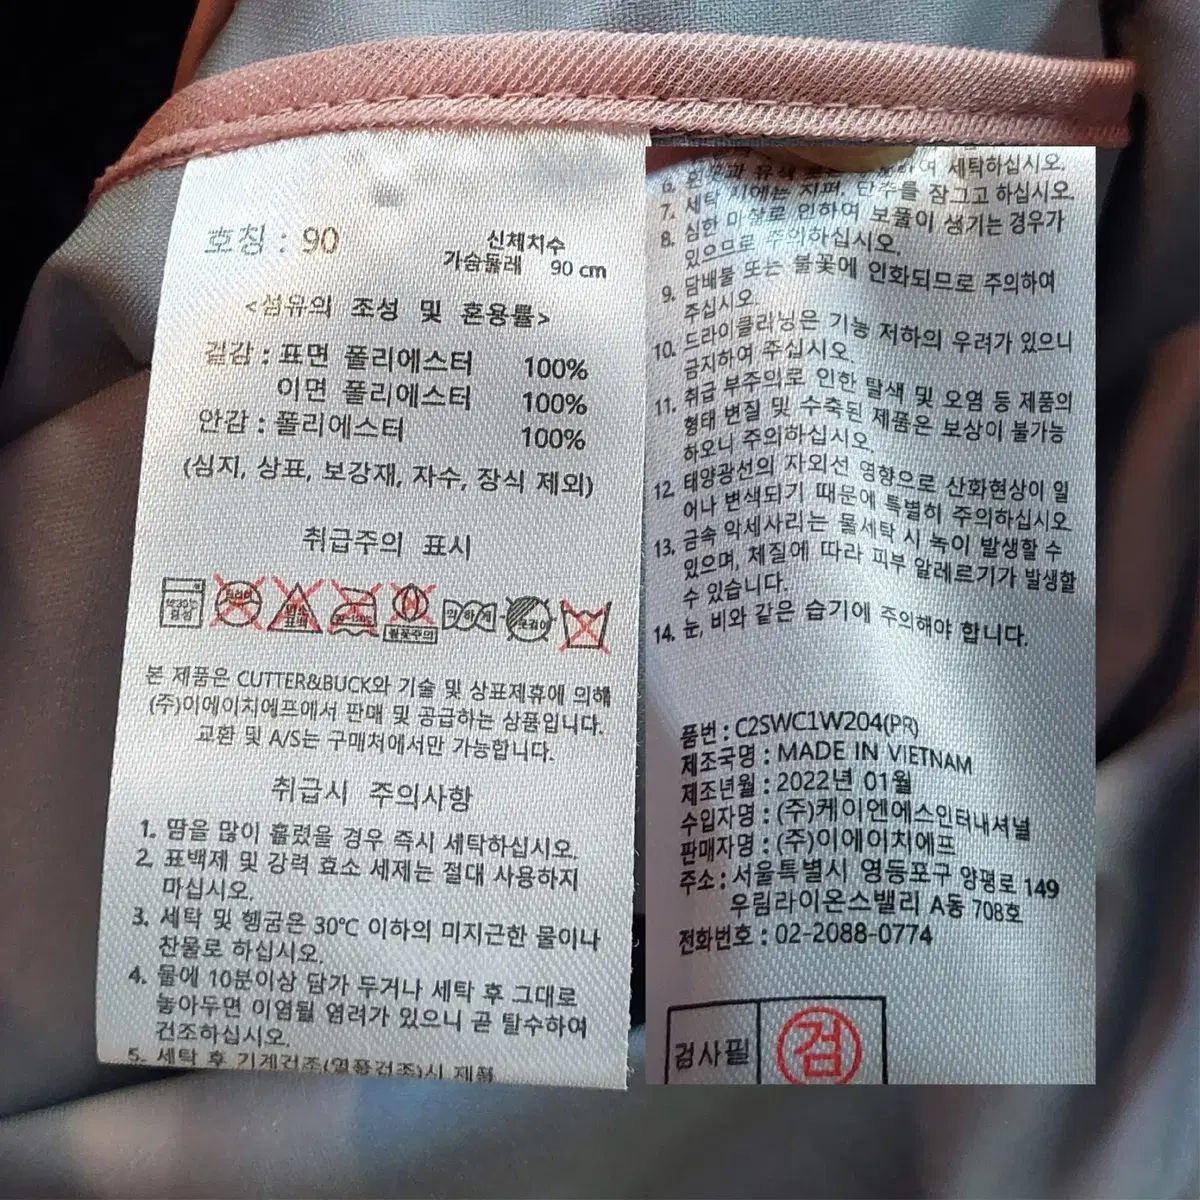 호칭 : 90
신체치수
가슴둘레 90 cm
<섬유의 조성 및 혼용률>
겉감 : 표면 폴리에스터 100%
이면 폴리에스터 100%
안감 : 폴리에스터 100%
(심지, 상표, 보강재, 자수, 장식 제외)
취급주의 표시
본 제품은 CUTTER&BUCK와 기술 및 상표제휴에 의해
(주)이에이치에프에서 판매 및 공급하는 상품입니다.
교환 및 A/S는 구매처에서만 가능합니다.
취급시 주의사항
1. 땀을 많이 흘렸을 경우 즉시 세탁하십시오.
2. 표백제 및 강력 효소 세제는 절대 사용하지
마십시오.
3. 세탁 및 헹굼은 30℃ 이하의 미지근한 물이나
찬물로 하십시오.
4. 물에 10분이상 담가 두거나 세탁 후 그대로
놓아두면 이염될 염려가 있으니 곧 탈수하여
건조하십시오.
5. 세탁 후 기계건조(열풍건조)시 제품
6. 세탁하십시오.
7. 세탁 시에는 지퍼, 단추를 잠그고 하십시오.
8. 심한 마찰로 인하여 보풀이 생기는 경우가
있으므로 주의하십시오.
9. 담배불 또는 불꽃에 인화되므로 주의하여
주십시오.
10. 드라이클리닝은 기능 저하의 우려가 있으니
금지하여 주십시오
11. 취급 부주의로 인한 탈색 및 오염 등 제품의
형태 변질 및 수축된 제품은 보상이 불가능
하오니 주의하십시오.
12. 태양광선의 자외선 영향으로 산화현상이 일
어나 변색되기 때문에 특별히 주의하십시오
13. 금속 악세사리는 물세탁 시 녹이 발생할 수
있으며, 체질에 따라 피부 알레르기가 발생할
수 있습니다.
14. 눈, 비와 같은 습기에 주의해야 합니다.
품번 : C2SWC1W204(PR)
제조국명 : MADE IN VIETNAM
제조년월 : 2022년 01월
수입자명 : (주)케이엔에스인터내셔널
판매자명 : (주)이에이치에프
주소 : 서울특별시 영등포구 양평로 149
우림라이온스밸리 A동 708호
전화번호 : 02-2088-0774
검사필 검